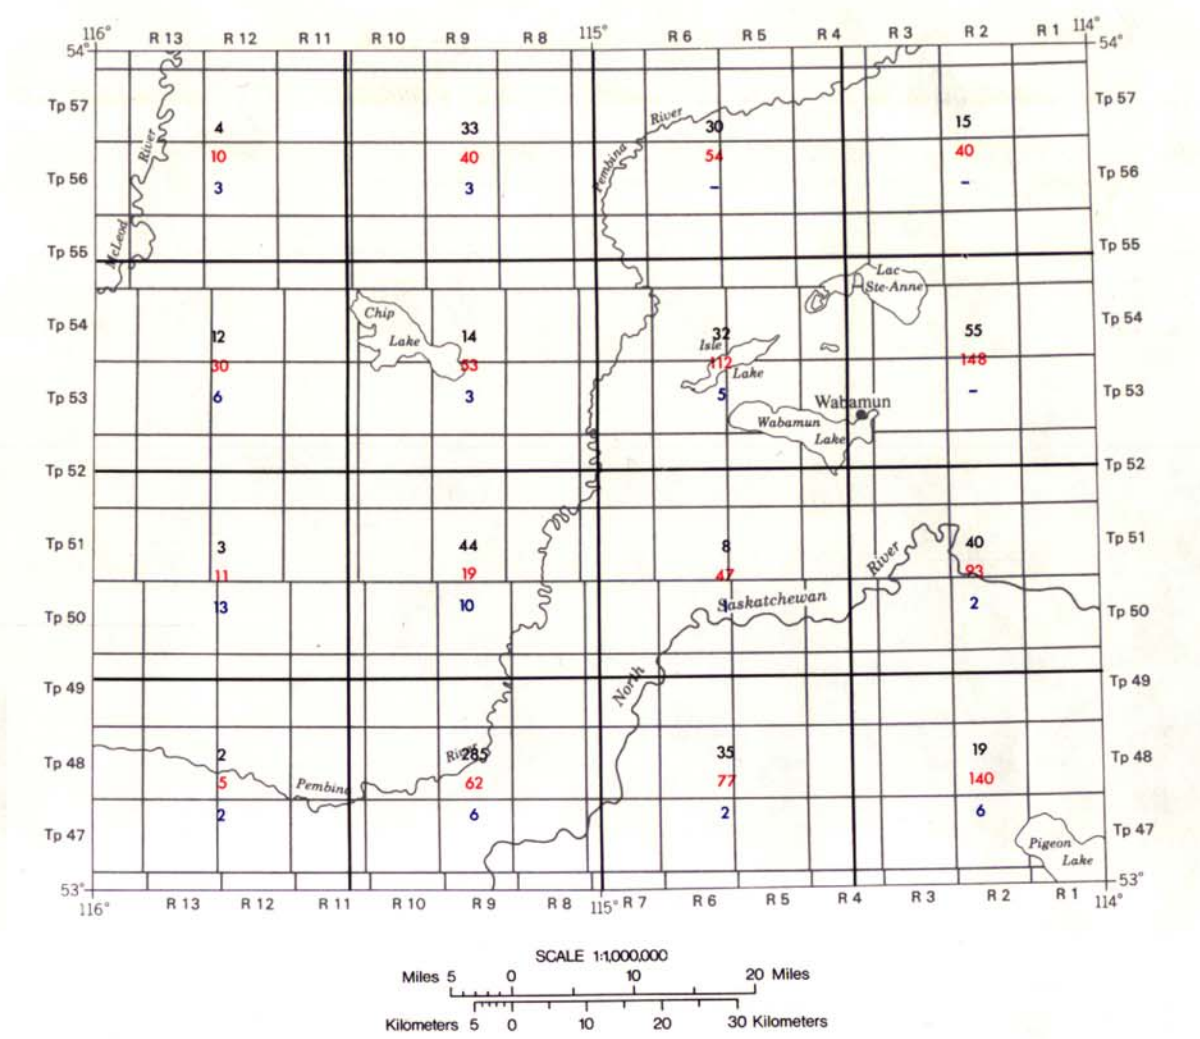 116° R 13 R 12 R 11 R 10 R 9 R 8 115° R 6 R 5 R 4 R 3 R 2 R 1 114°
54° 54°
Tp 57 Tp 57
River
4 33 30 15
River
10 40 54 40
Pembina
Tp 56 Tp 56
3 3 – –
McLeod
Tp 55 Tp 55
Lac
Ste-Anne
Chip
Tp 54 Tp 54
12 14 32 55
Lake Isle
30 53 112 148
Lake
Tp 53 Tp 53
6 3 5 –
Wabamun
Wabamun
Lake
Tp 52 Tp 52
Tp 51 Tp 51
3 44 8 40
River
11 19 47 93
Saskatchewan
13 10 1 2
Tp 50 Tp 50
Tp 49 Tp 49
North
2 River 285 35 19
Tp 48 Tp 48
5 Pembina 62 77 140
2 6 2 6
Tp 47 Tp 47
Pigeon
Lake
53° 53°
116° R 13 R 12 R 11 R 10 R 9 R 8 115° R 7 R 6 R 5 R 4 R 3 R 2 R 1 114°
SCALE 1:1,000,000
Miles 5 0 10 20 Miles
Kilometers 5 0 10 20 30 Kilometers